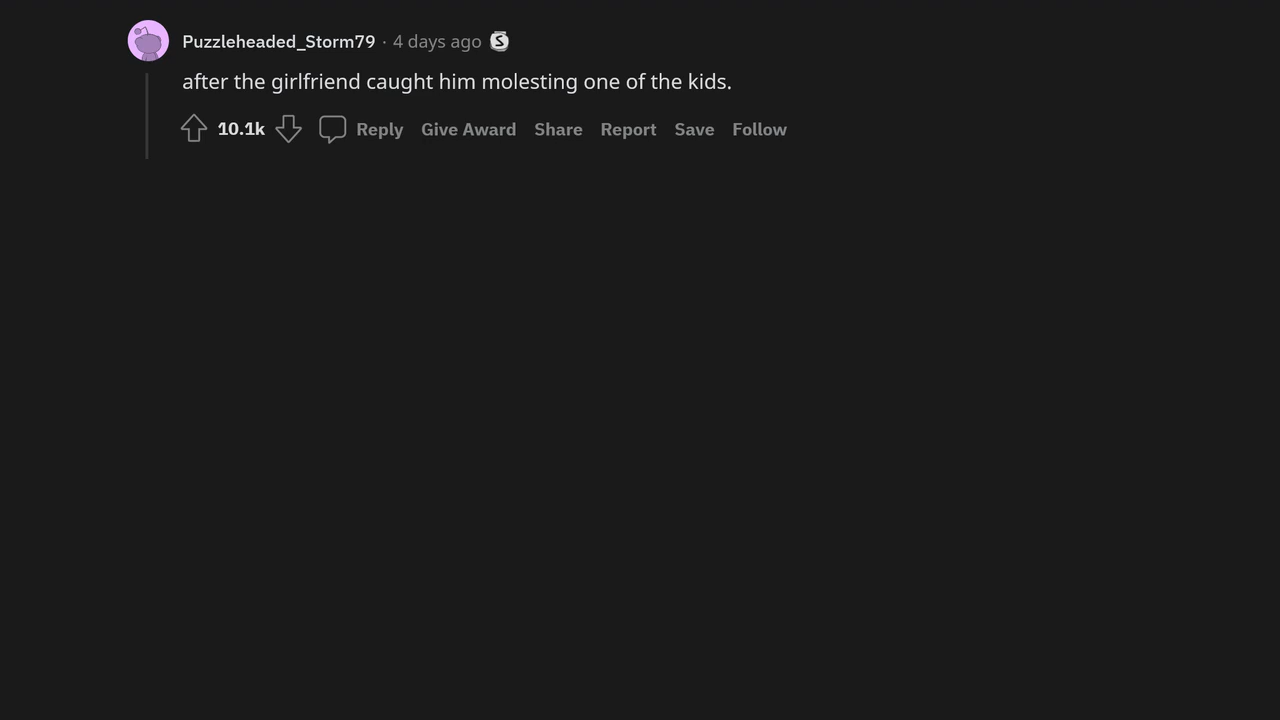 Puzzleheaded_Storm79 · 4 days ago S
after the girlfriend caught him molesting one of the kids.
10.1k Reply Give Award Share Report Save Follow